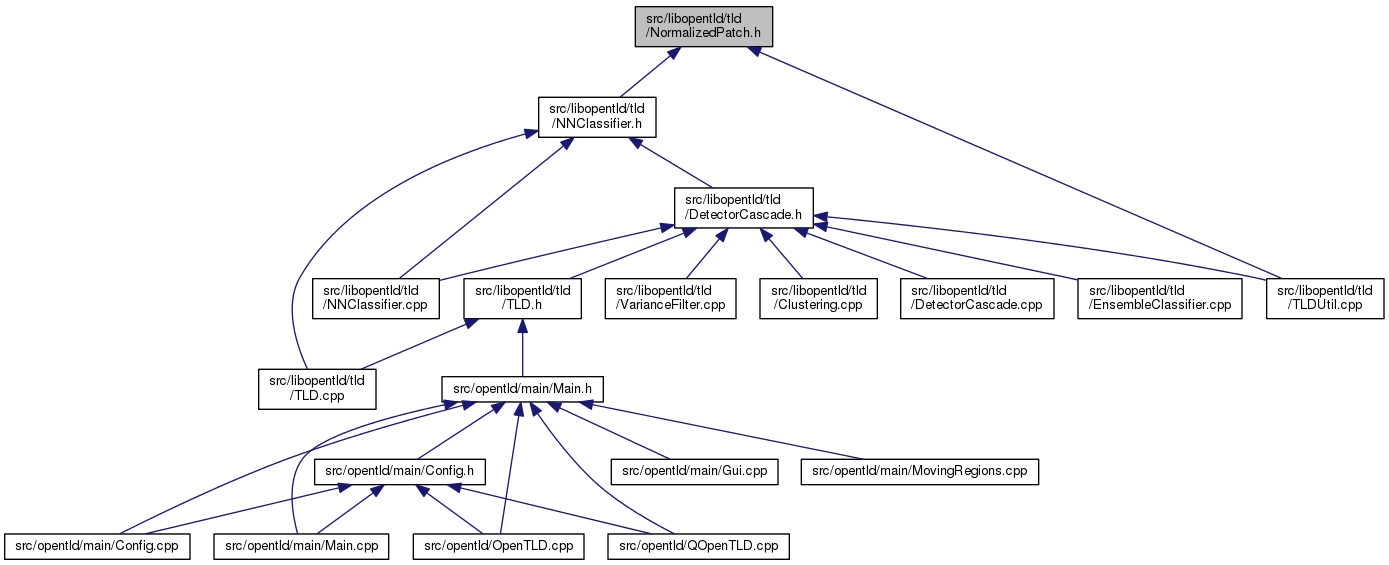 src/libopentld/tld
/NormalizedPatch.h
src/libopentld/tld
/NNClassifier.h
src/libopentld/tld
/DetectorCascade.h
src/libopentld/tld
/NNClassifier.cpp
src/libopentld/tld
/TLD.h
src/libopentld/tld
/VarianceFilter.cpp
src/libopentld/tld
/Clustering.cpp
src/libopentld/tld
/DetectorCascade.cpp
src/libopentld/tld
/EnsembleClassifier.cpp
src/libopentld/tld
/TLDUtil.cpp
src/libopentld/tld
/TLD.cpp
src/opentld/main/Main.h
src/opentld/main/Config.h
src/opentld/main/Gui.cpp
src/opentld/main/MovingRegions.cpp
src/opentld/main/Config.cpp
src/opentld/main/Main.cpp
src/opentld/OpenTLD.cpp
src/opentld/QOpenTLD.cpp